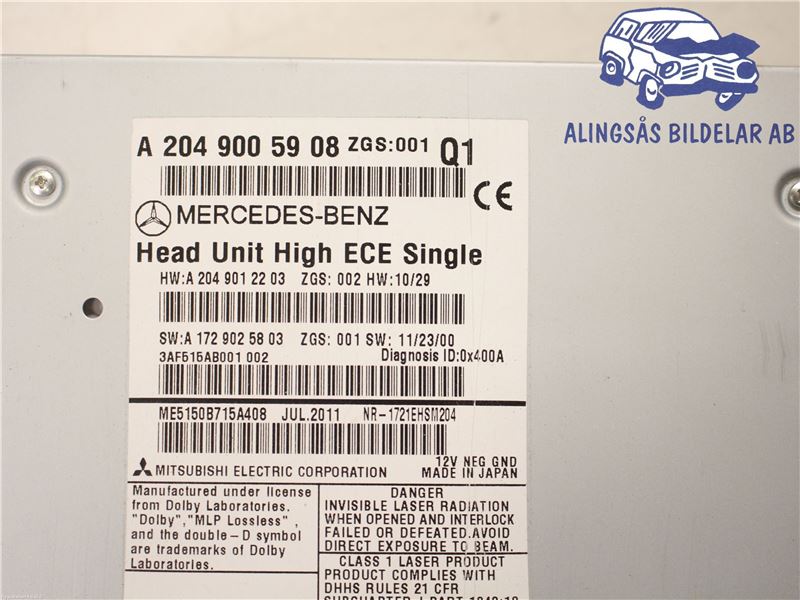 ALINGSÅS BILDELAR AB
A 204 900 59 08 ZGS:001 Q1
CE
MERCEDES-BENZ
Head Unit High ECE Single
HW:A 204 901 22 03 ZGS: 002 HW:10/29
SW:A 172 902 58 03 ZGS: 001 SW: 11/23/00
3AF515AB001 002 Diagnosis ID:0x400A
ME5150B715A408 JUL.2011 NR-1721EHSM204
12V NEG GND
MITSUBISHI ELECTRIC CORPORATION MADE IN JAPAN
Manufactured under license
from Dolby Laboratories.
"Dolby","MLP Lossless",
and the double-D symbol
are trademarks of Dolby
Laboratories.
DANGER
INVISIBLE LASER RADIATION
WHEN OPENED AND INTERLOCK
FAILED OR DEFEATED.AVOID
DIRECT EXPOSURE TO BEAM.
CLASS 1 LASER PRODUCT
PRODUCT COMPLIES WITH
DHHS RULES 21 CFR
SUBCHAPTER J PART 1040:10